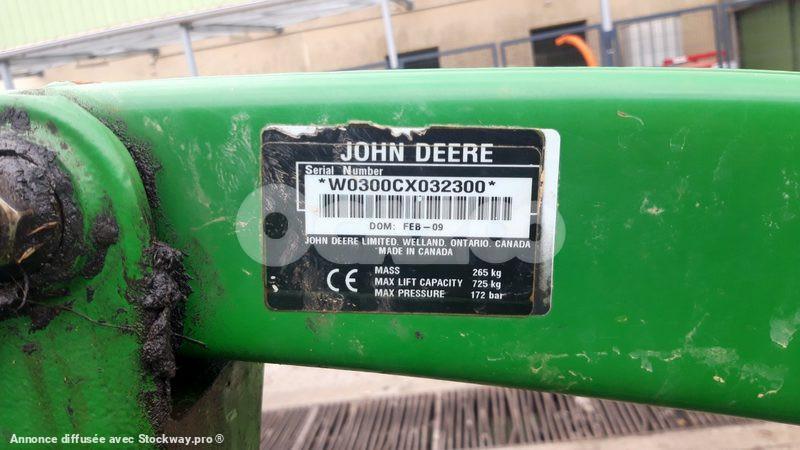 JOHN DEERE
Serial Number
*W0300CX032300*
DOM: FEB-09
JOHN DEERE LIMITED, WELLAND, ONTARIO, CANADA
MADE IN CANADA
CE
MASS 265 kg
MAX LIFT CAPACITY 725 kg
MAX PRESSURE 172 bar
Annonce diffusée avec Stockway.pro®